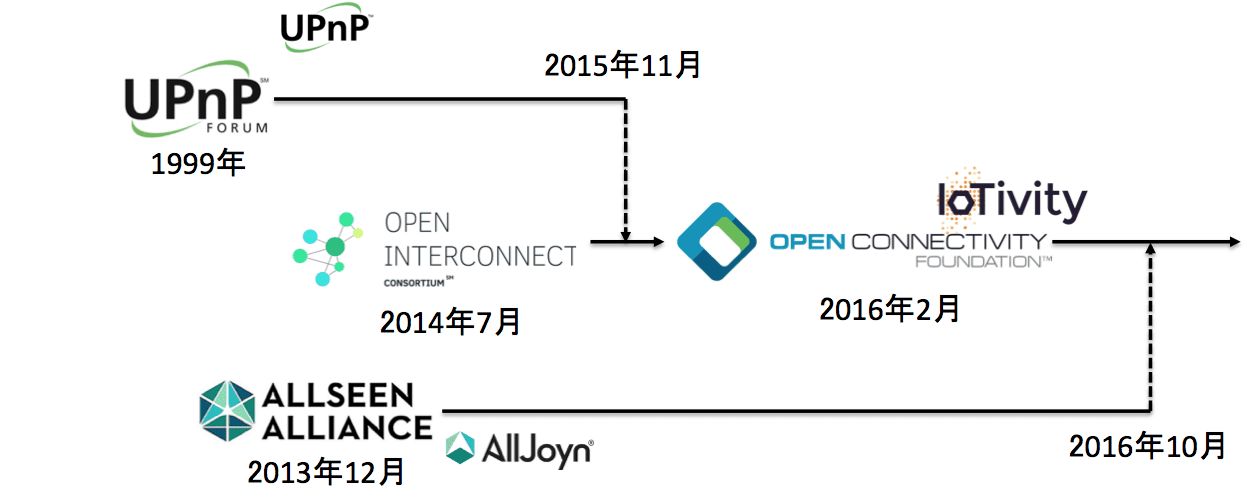 UPnP™
2015年11月
UPnP℠
FORUM
1999年
IoTivity
OPEN
INTERCONNECT
CONSORTIUM℠
OPEN CONNECTIVITY
FOUNDATION™
2014年7月
2016年2月
ALLSEEN
ALLIANCE
AllJoyn®
2013年12月
2016年10月